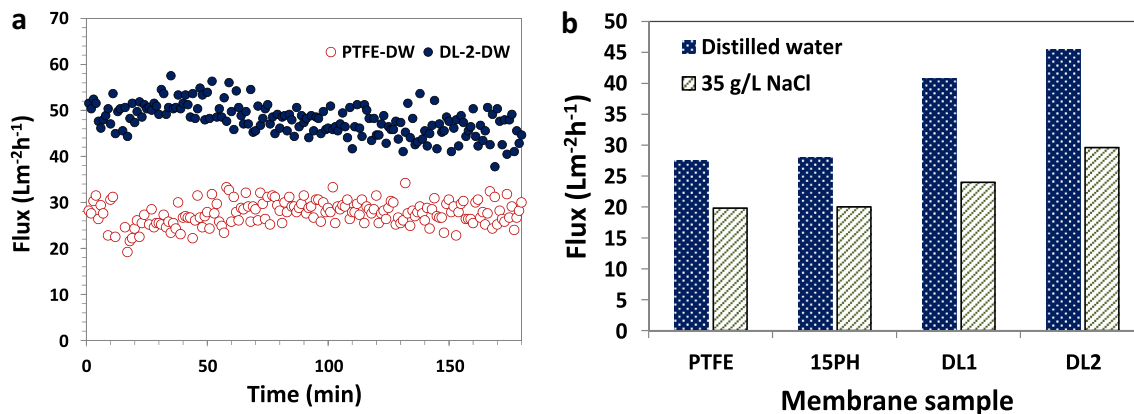 a
70
60
50
40
30
20
10
0
Flux (Lm⁻²h⁻¹)
PTFE-DW DL-2-DW
0 50 100 150
Time (min)
b
50
45
40
35
30
25
20
15
10
5
0
Flux (Lm⁻²h⁻¹)
Distilled water
35 g/L NaCl
PTFE 15PH DL1 DL2
Membrane sample